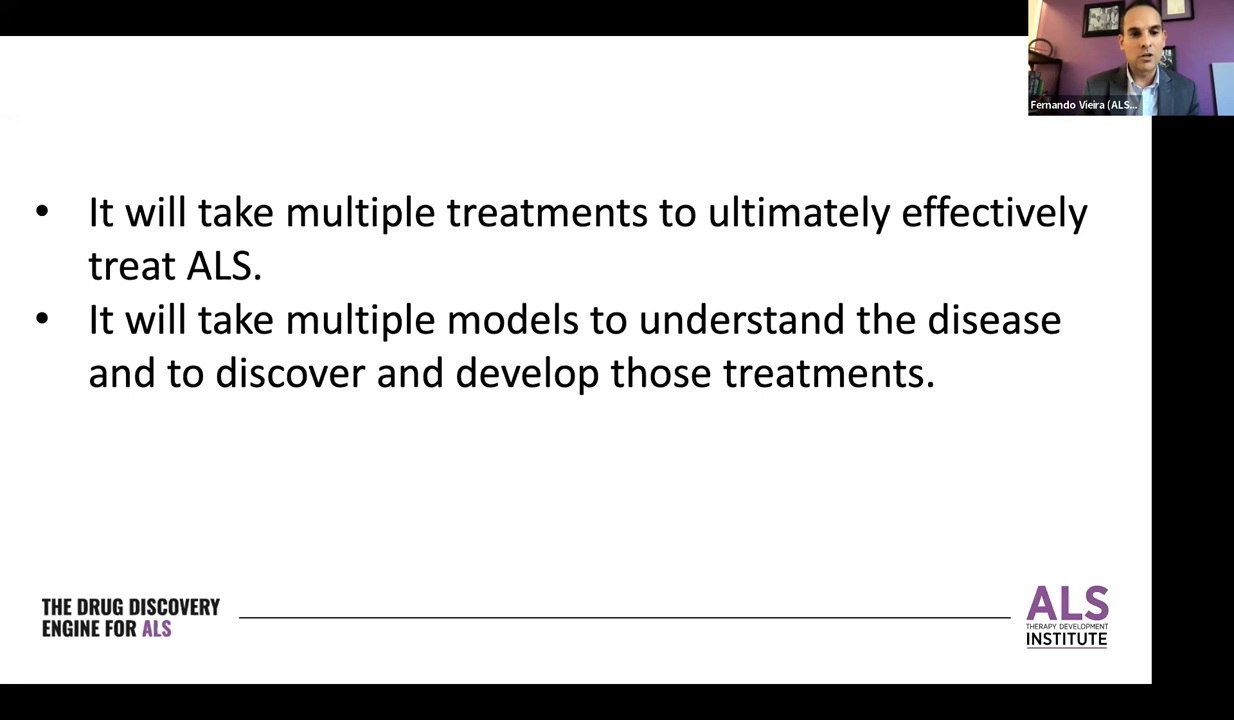 Fernando Vieira (ALS...
• It will take multiple treatments to ultimately effectively
treat ALS.
• It will take multiple models to understand the disease
and to discover and develop those treatments.
THE DRUG DISCOVERY
ENGINE FOR ALS
ALS
THERAPY DEVELOPMENT
INSTITUTE